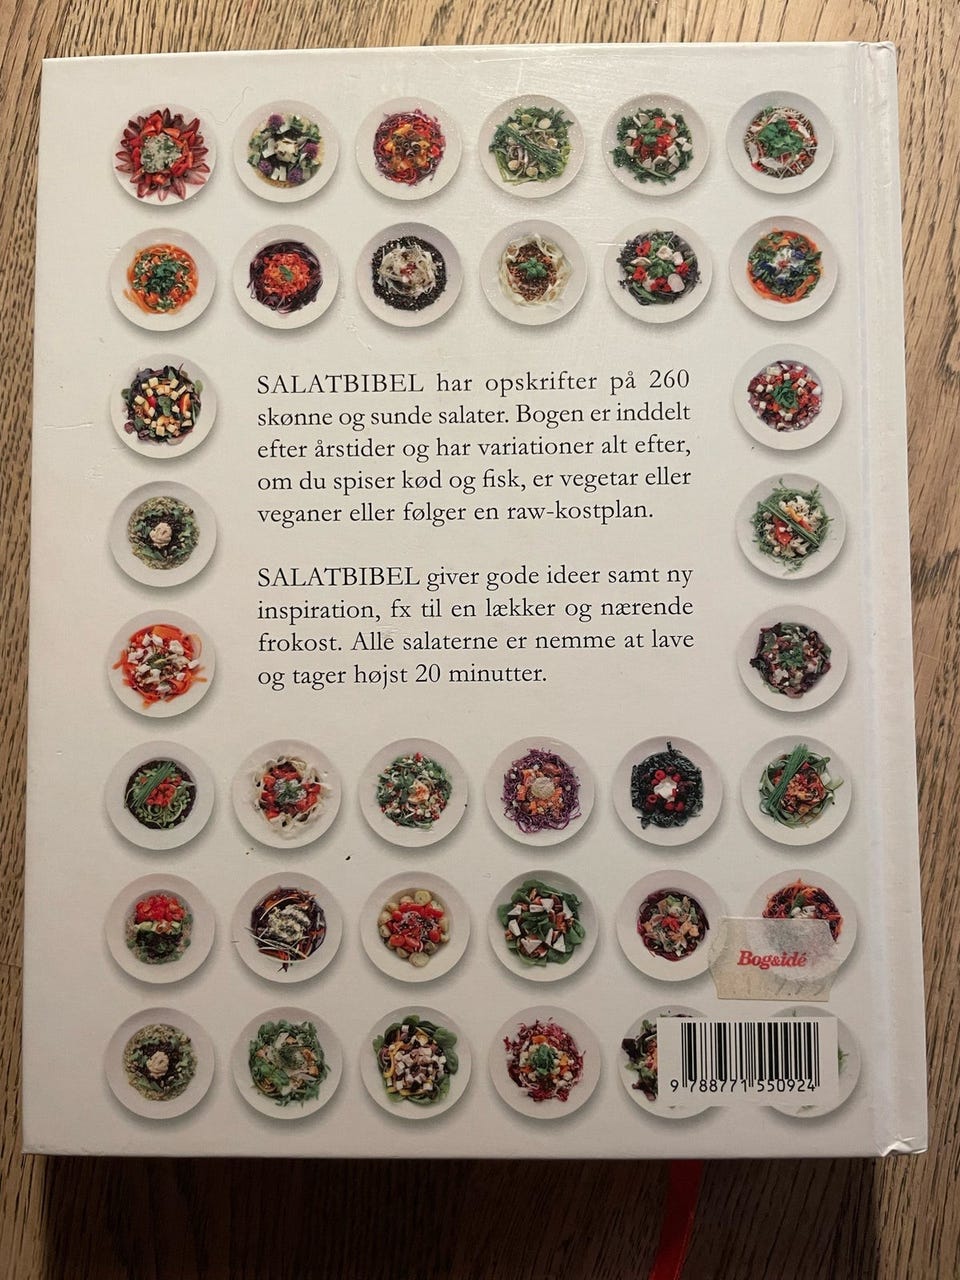 SALATBIBEL har opskrifter på 260
skønne og sunde salater. Bogen er inddelt
efter årstider og har variationer alt efter,
om du spiser kød og fisk, er vegetar eller
veganer eller følger en raw-kostplan.
SALATBIBEL giver gode ideer samt ny
inspiration, fx til en lækker og nærende
frokost. Alle salaterne er nemme at lave
og tager højst 20 minutter.
Bog&idé
9 788771 550924